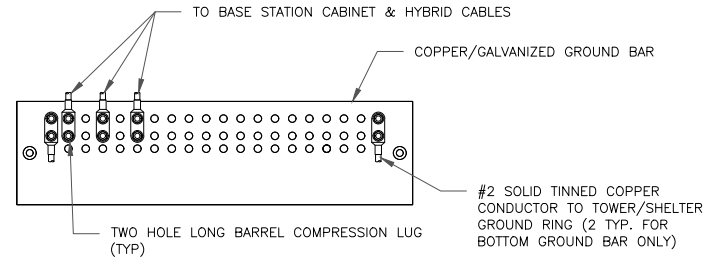 TO BASE STATION CABINET & HYBRID CABLES
COPPER/GALVANIZED GROUND BAR
#2 SOLID TINNED COPPER
CONDUCTOR TO TOWER/SHELTER
GROUND RING (2 TYP. FOR
BOTTOM GROUND BAR ONLY)
TWO HOLE LONG BARREL COMPRESSION LUG
(TYP)